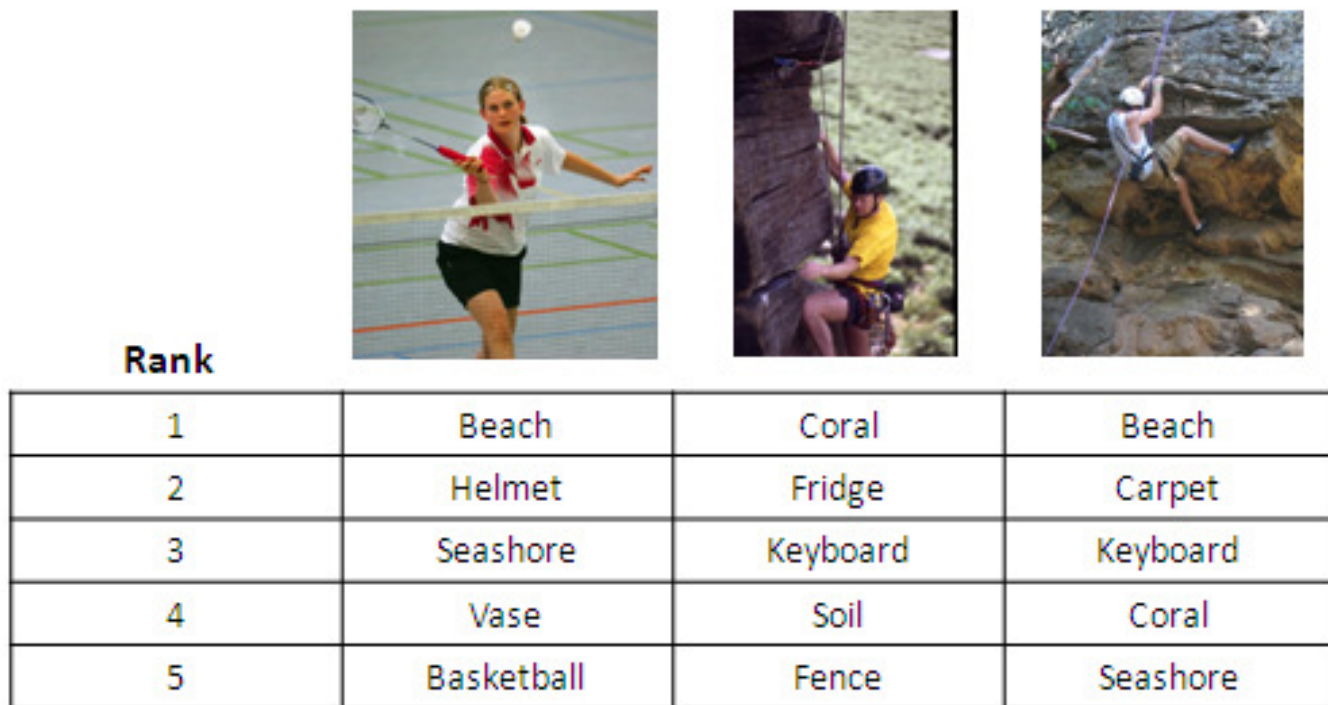 Rank
1 Beach Coral Beach
2 Helmet Fridge Carpet
3 Seashore Keyboard Keyboard
4 Vase Soil Coral
5 Basketball Fence Seashore